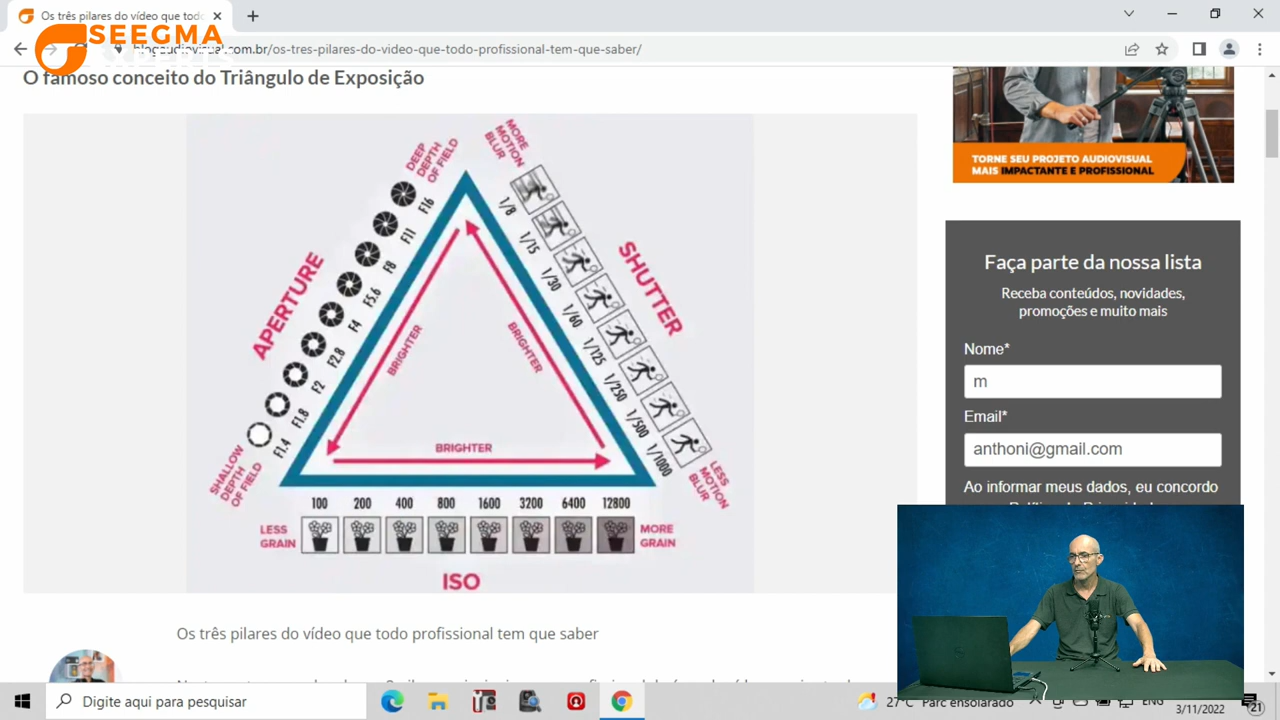 Os três pilares do vídeo que tod
SEEGMA
blogaudiovisual.com.br/os-tres-pilares-do-video-que-todo-profissional-tem-que-saber/
O famoso conceito do Triângulo de Exposição
APERTURE
SHALLOW DEPTH OF FIELD
F1.4
F1.8
F2
F2.8
F4
F5.6
F8
F11
F16
DEEP DEPTH OF FIELD
MORE MOTION BLUR
1/8
1/15
1/30
1/60
1/125
1/250
1/500
1/1000
LESS MOTION BLUR
SHUTTER
BRIGHTER
BRIGHTER
BRIGHTER
100 200 400 800 1600 3200 6400 12800
LESS GRAIN
MORE GRAIN
ISO
Os três pilares do vídeo que todo profissional tem que saber
TORNE SEU PROJETO AUDIOVISUAL
MAIS IMPACTANTE E PROFISSIONAL
Faça parte da nossa lista
Receba conteúdos, novidades,
promoções e muito mais
Nome*
m
Email*
anthoni@gmail.com
Ao informar meus dados, eu concordo
Digite aqui para pesquisar
27°C Parc ensolarado
ENG
3/11/2022
21